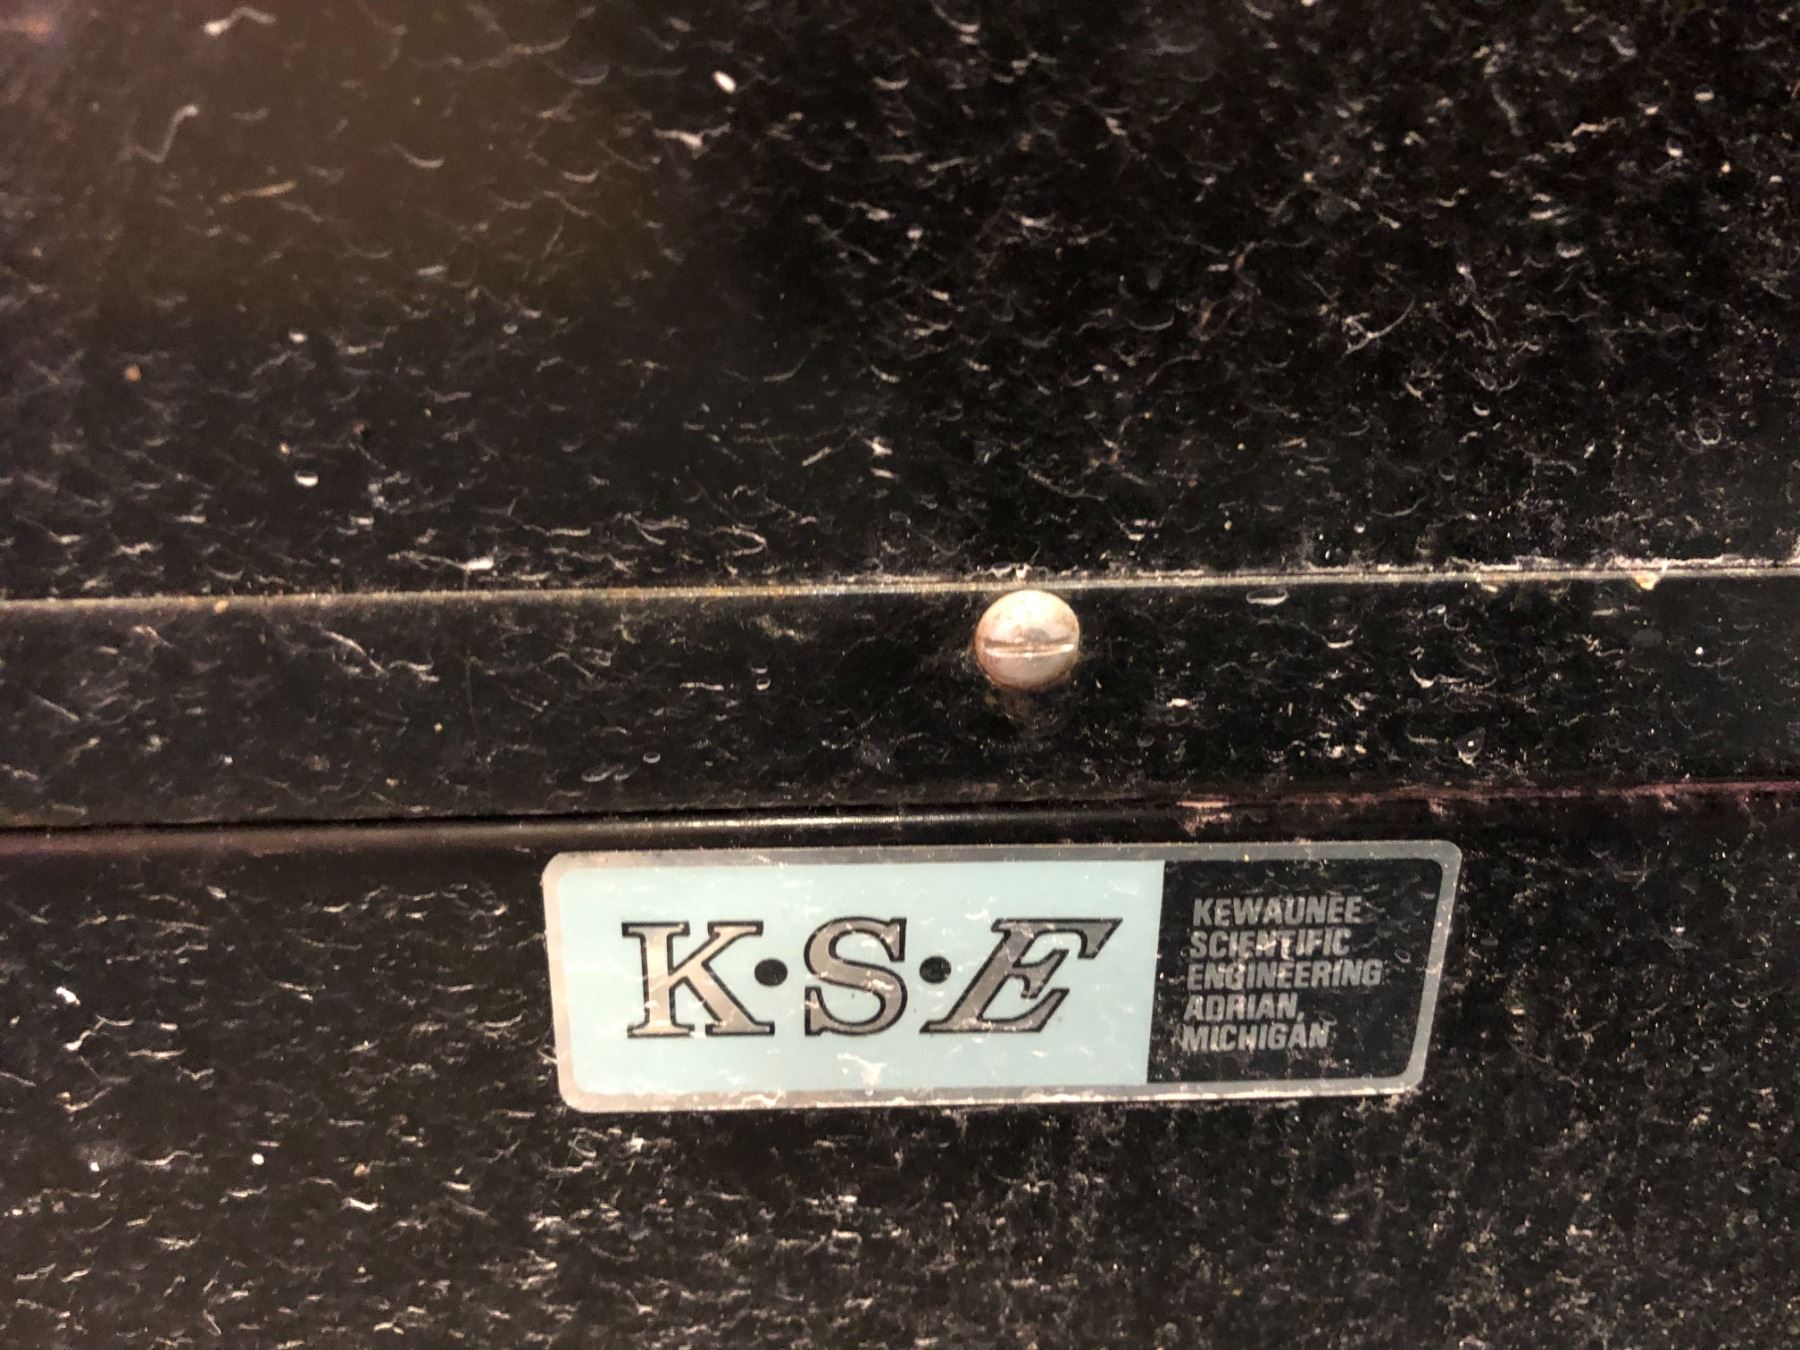 K·S·E
KEWAUNEE
SCIENTIFIC
ENGINEERING
ADRIAN,
MICHIGAN